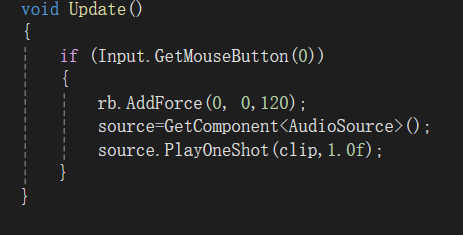 void Update()
{
if (Input.GetMouseButton(0))
{
rb.AddForce(0, 0,120);
source=GetComponent<AudioSource>();
source.PlayOneShot(clip,1.0f);
}
}